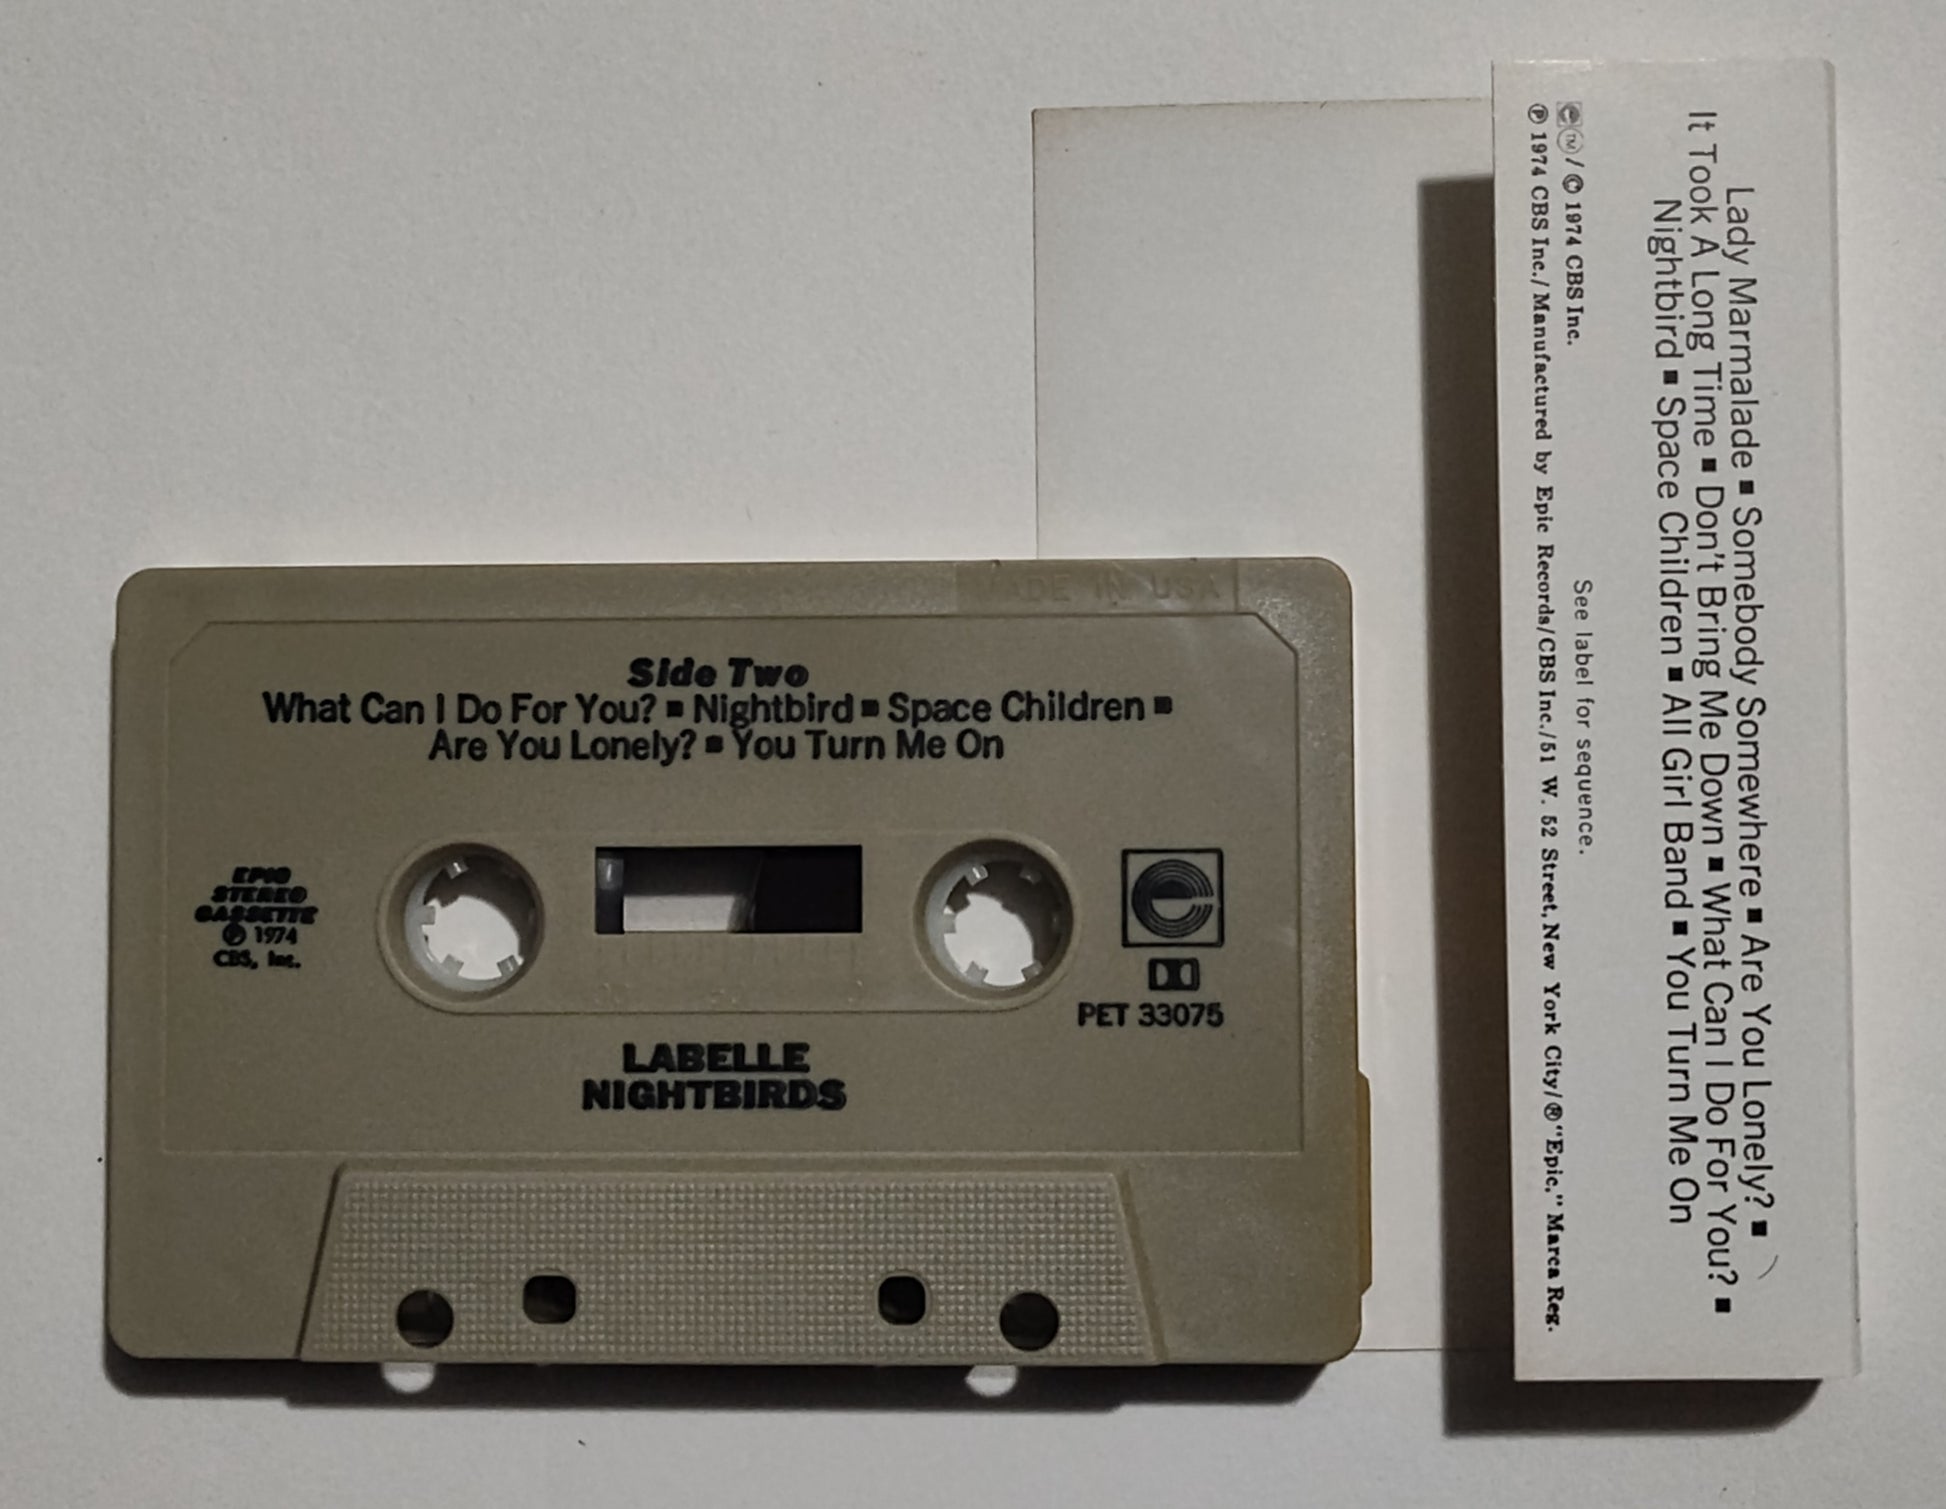 MADE IN USA
Side Two
What Can I Do For You? ■ Nightbird ■ Space Children ■
Are You Lonely? ■ You Turn Me On
EPIC
STEREO
CASSETTE
℗ 1974
CBS, Inc.
PET 33075
LABELLE
NIGHTBIRDS
Lady Marmalade ■ Somebody Somewhere ■ Are You Lonely? ■
It Took A Long Time ■ Don't Bring Me Down ■ What Can I Do For You? ■
Nightbird ■ Space Children ■ All Girl Band ■ You Turn Me On
See label for sequence.
e TM/© 1974 CBS Inc.
℗ 1974 CBS Inc./Manufactured by Epic Records/CBS Inc./51 W. 52 Street, New York City/® "Epic," Marca Reg.